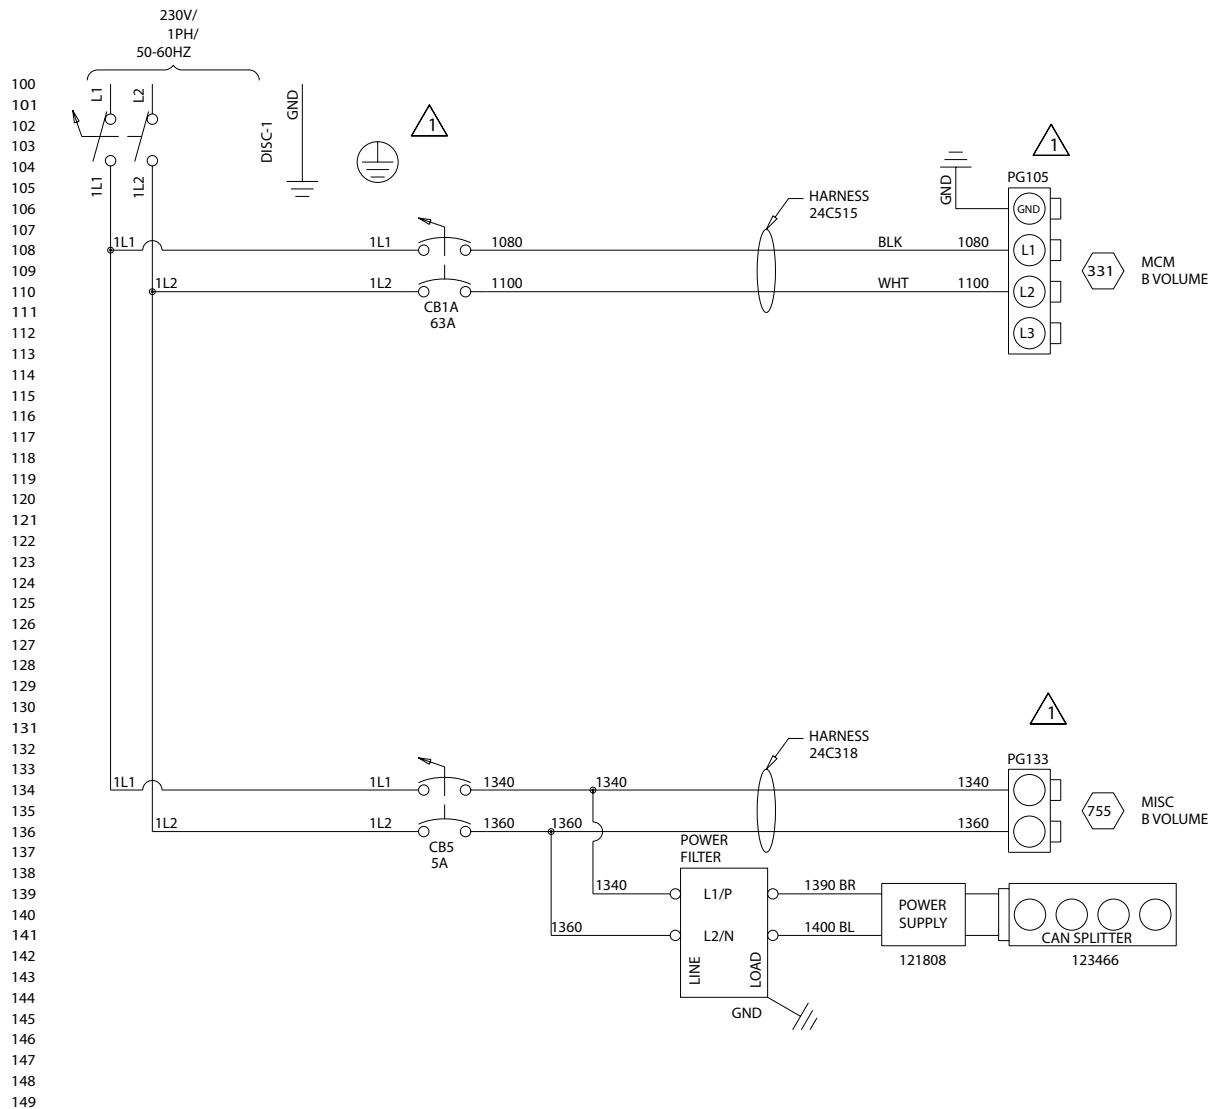 230V/
1PH/
50-60HZ
100
101
102
103
104
105
106
107
108
109
110
111
112
113
114
115
116
117
118
119
120
121
122
123
124
125
126
127
128
129
130
131
132
133
134
135
136
137
138
139
140
141
142
143
144
145
146
147
148
149
L1
L2
1L1
1L2
DISC-1
GND
1
1L1
1L1
1080
1L2
1L2
1100
CB1A
63A
HARNESS
24C515
BLK
1080
WHT
1100
GND
1
PG105
GND
L1
L2
L3
331
MCM
B VOLUME
1L1
1L1
1340
1340
1L2
1L2
1360
1360
CB5
5A
HARNESS
24C318
1340
1360
1
PG133
755
MISC
B VOLUME
POWER
FILTER
1340
L1/P
1390 BR
1360
L2/N
1400 BL
LINE
LOAD
GND
POWER
SUPPLY
121808
CAN SPLITTER
123466